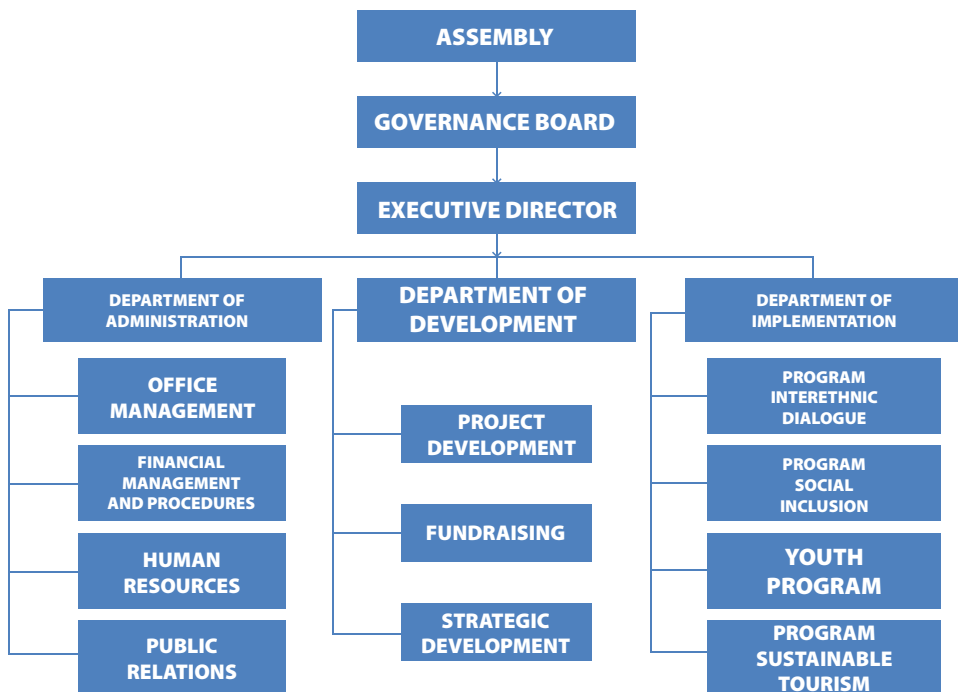 ASSEMBLY
GOVERNANCE BOARD
EXECUTIVE DIRECTOR
DEPARTMENT OF
ADMINISTRATION
OFFICE
MANAGEMENT
FINANCIAL
MANAGEMENT
AND PROCEDURES
HUMAN
RESOURCES
PUBLIC
RELATIONS
DEPARTMENT OF
DEVELOPMENT
PROJECT
DEVELOPMENT
FUNDRAISING
STRATEGIC
DEVELOPMENT
DEPARTMENT OF
IMPLEMENTATION
PROGRAM
INTERETHNIC
DIALOGUE
PROGRAM
SOCIAL
INCLUSION
YOUTH
PROGRAM
PROGRAM
SUSTAINABLE
TOURISM